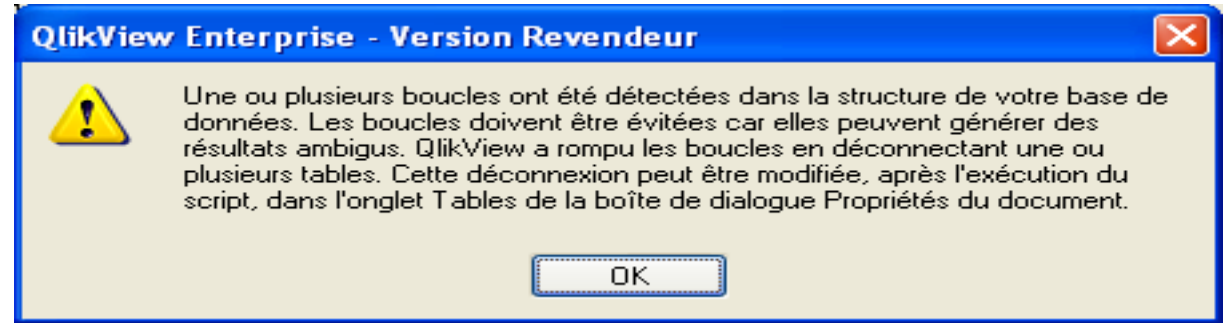 QlikView Enterprise - Version Revendeur
Une ou plusieurs boucles ont été détectées dans la structure de votre base de
données. Les boucles doivent être évitées car elles peuvent générer des
résultats ambigus. QlikView a rompu les boucles en déconnectant une ou
plusieurs tables. Cette déconnexion peut être modifiée, après l'exécution du
script, dans l'onglet Tables de la boîte de dialogue Propriétés du document.
OK